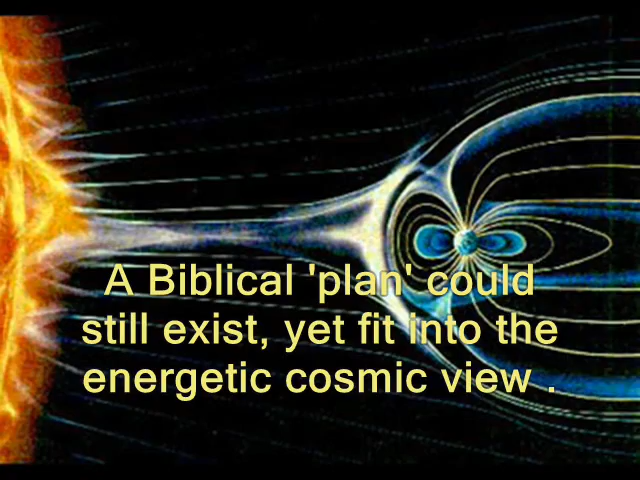 A Biblical 'plan' could
still exist, yet fit into the
energetic cosmic view .